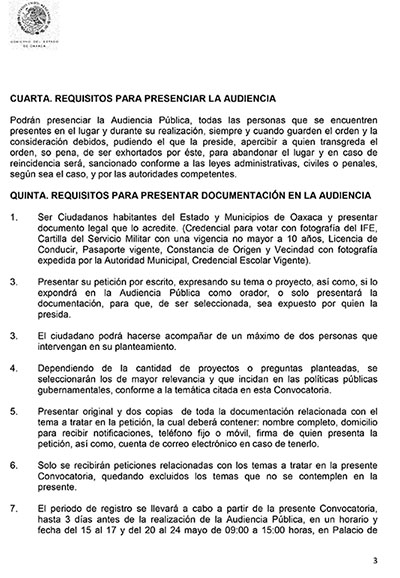 GOBIERNO DEL ESTADO
DE OAXACA
CUARTA. REQUISITOS PARA PRESENCIAR LA AUDIENCIA
Podrán presenciar la Audiencia Pública, todas las personas que se encuentren
presentes en el lugar y durante su realización, siempre y cuando guarden el orden y la
consideración debidos, pudiendo el que la preside, apercibir a quien transgreda el
orden, so pena, de ser exhortados por éste, para abandonar el lugar y en caso de
reincidencia será, sancionado conforme a las leyes administrativas, civiles o penales,
según sea el caso, y por las autoridades competentes.
QUINTA. REQUISITOS PARA PRESENTAR DOCUMENTACIÓN EN LA AUDIENCIA
1. Ser Ciudadanos habitantes del Estado y Municipios de Oaxaca y presentar
documento legal que lo acredite. (Credencial para votar con fotografía del IFE,
Cartilla del Servicio Militar con una vigencia no mayor a 10 años, Licencia de
Conducir, Pasaporte vigente, Constancia de Origen y Vecindad con fotografía
expedida por la Autoridad Municipal, Credencial Escolar Vigente).
3. Presentar su petición por escrito, expresando su tema o proyecto, así como, si lo
expondrá en la Audiencia Pública como orador, o solo presentará la
documentación, para que, de ser seleccionada, sea expuesto por quien la
presida.
3. El ciudadano podrá hacerse acompañar de un máximo de dos personas que
intervengan en su planteamiento.
4. Dependiendo de la cantidad de proyectos o preguntas planteadas, se
seleccionarán los de mayor relevancia y que incidan en las políticas públicas
gubernamentales, conforme a la temática citada en esta Convocatoria.
5. Presentar original y dos copias de toda la documentación relacionada con el
tema a tratar en la petición, la cual deberá contener: nombre completo, domicilio
para recibir notificaciones, teléfono fijo o móvil, firma de quien presenta la
petición, así como, cuenta de correo electrónico en caso de tenerlo.
6. Solo se recibirán peticiones relacionadas con los temas a tratar en la presente
Convocatoria, quedando excluidos los temas que no se contemplen en la
presente.
7. El periodo de registro se llevará a cabo a partir de la presente Convocatoria,
hasta 3 días antes de la realización de la Audiencia Pública, en un horario y
fecha del 15 al 17 y del 20 al 24 mayo de 09:00 a 15:00 horas, en Palacio de
3